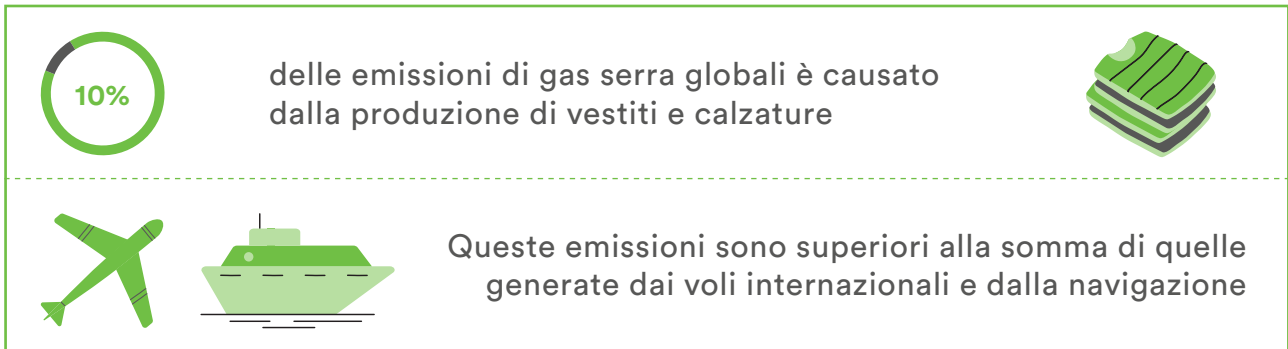 10%
delle emissioni di gas serra globali è causato
dalla produzione di vestiti e calzature
Queste emissioni sono superiori alla somma di quelle
generate dai voli internazionali e dalla navigazione